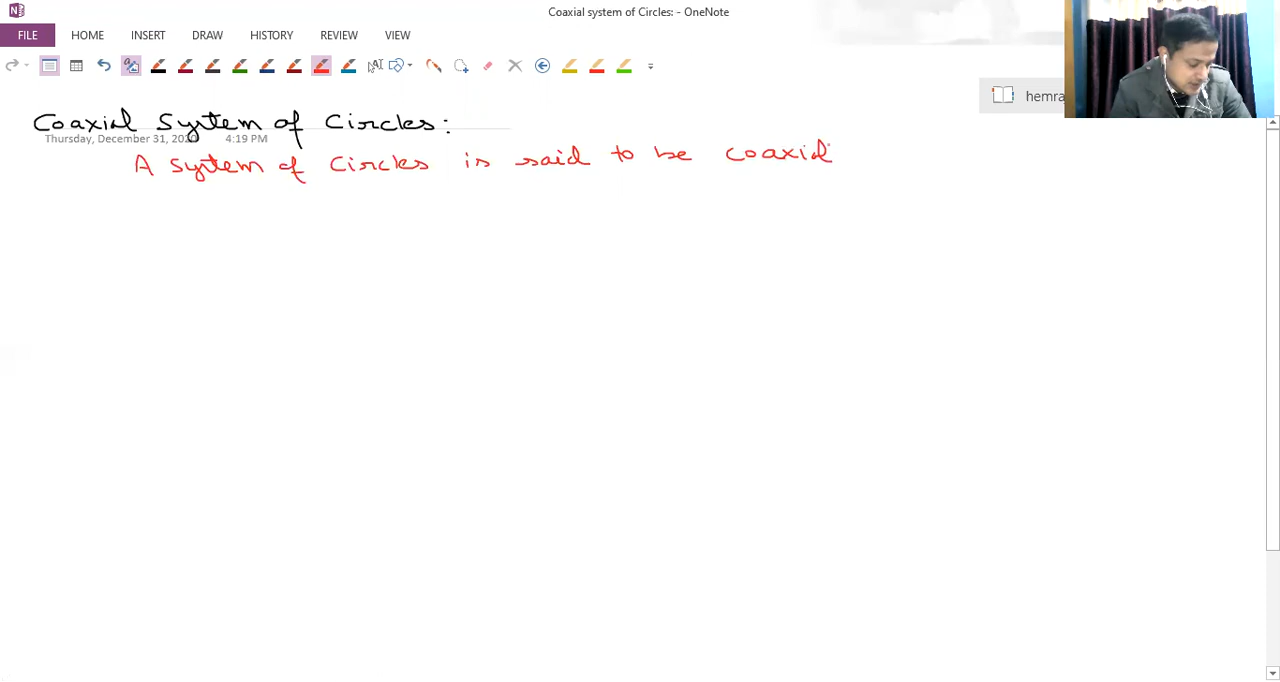 Coaxial system of Circles: - OneNote
FILE HOME INSERT DRAW HISTORY REVIEW VIEW
hemra
Coaxial System of Circles:
Thursday, December 31, 2020 4:19 PM
A system of Circles is said to be coaxial